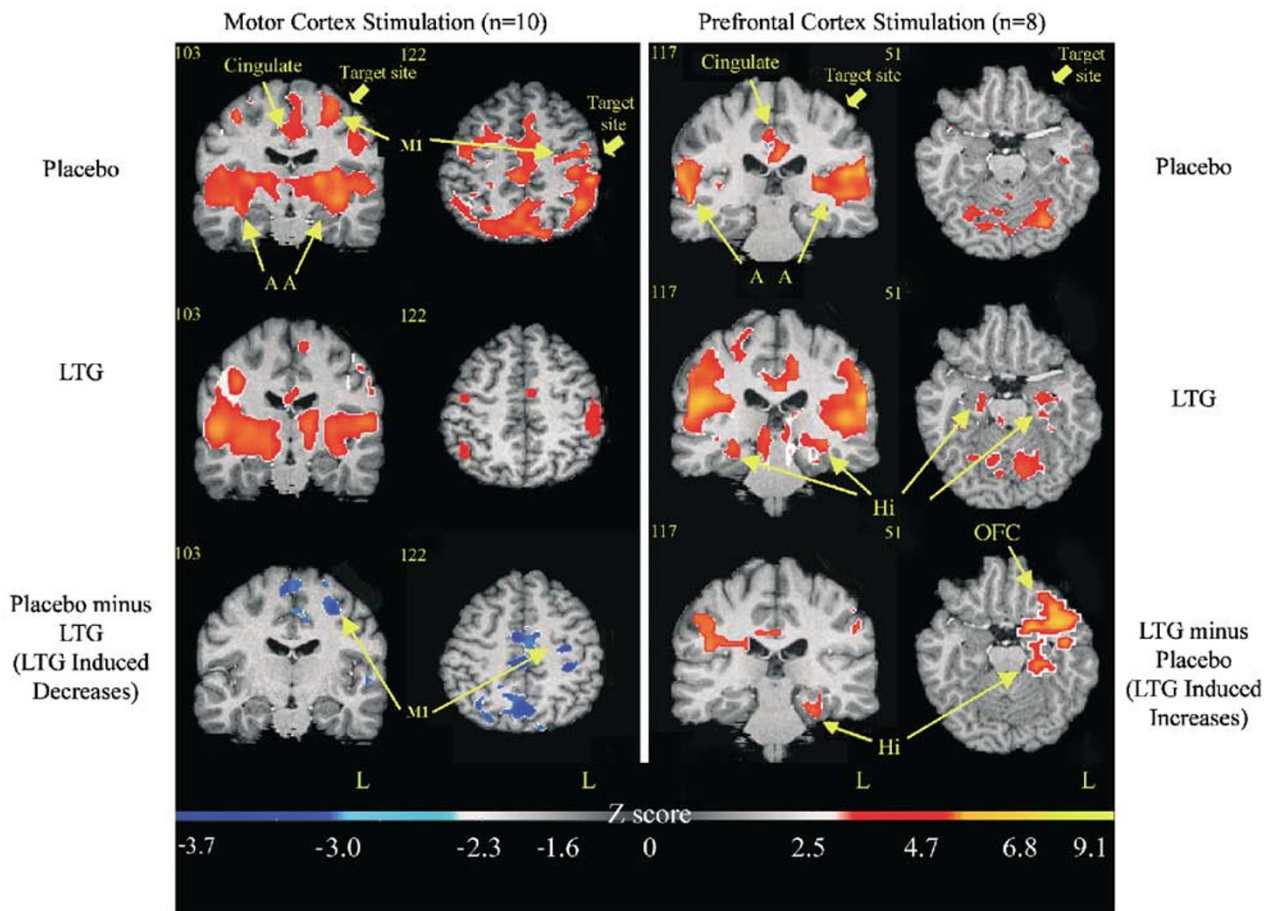 Motor Cortex Stimulation (n=10)
Prefrontal Cortex Stimulation (n=8)
103
122
Cingulate
Target site
Target
site
M1
Placebo
A A
117
51
Cingulate
Target site
Target
site
Placebo
A A
103
122
LTG
117
51
LTG
Hi
103
122
Placebo minus
LTG
(LTG Induced
Decreases)
M1
117
51
OFC
LTG minus
Placebo
(LTG Induced
Increases)
Hi
L
L
L
L
Z score
-3.7
-3.0
-2.3
-1.6
0
2.5
4.7
6.8
9.1